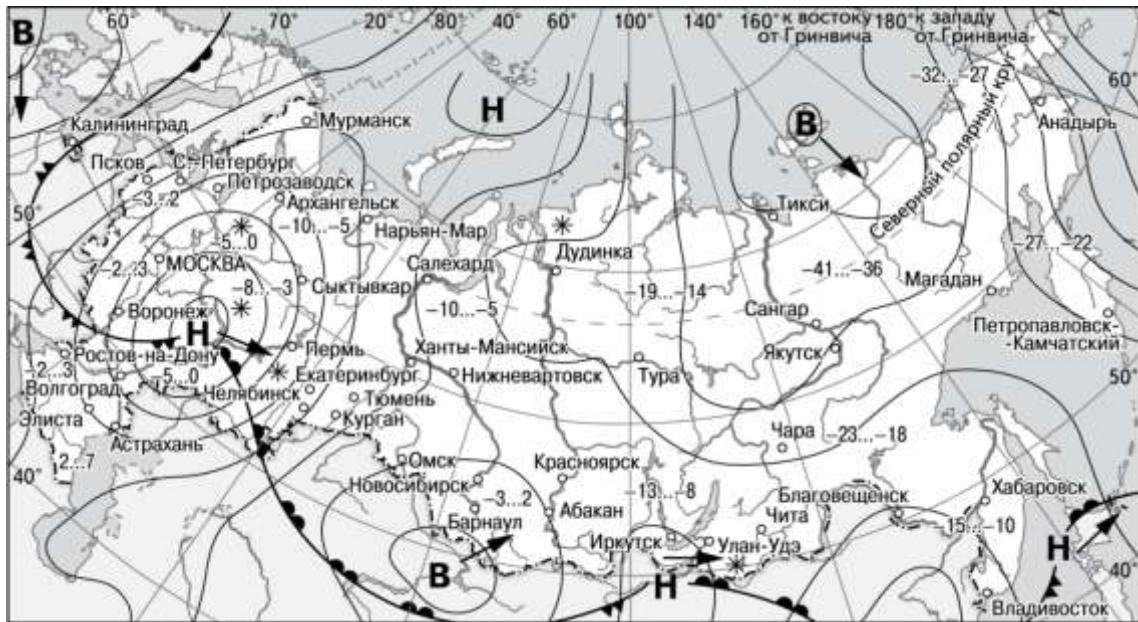 60° 70° 20° 40° 60° 80° 100° 140° 160° к востоку 180° к западу
от Гринвича от Гринвича
В
Н
−32...−27
60°
Н
В
Анадырь
Северный полярный круг
Калининград
Мурманск
Псков С.-Петербург
Петрозаводск
−3...2
Архангельск
50°
−10...−5
Тикси
Нарьян-Мар
−5...0
Дудинка
−27...−22
−2...3
МОСКВА
Салехард
−41...−36
Магадан
−8...−3
Сыктывкар
−19...−14
−10...−5
Сангар
Воронеж
Петропавловск-
-Камчатский
Н
Пермь
Ханты-Мансийск
Якутск
Ростов-на-Дону
−2...3
Екатеринбург
Нижневартовск
Тура
50°
Волгоград
−5...0
Челябинск
Тюмень
Элиста
Курган
Чара
−23...−18
Астрахань
Омск
Красноярск
2...7
Новосибирск
−13...−8
Благовещенск
Хабаровск
40°
−3...2
Абакан
Чита
−15...−10
Барнаул
Иркутск
Улан-Удэ
Н
В
Н
40°
Владивосток